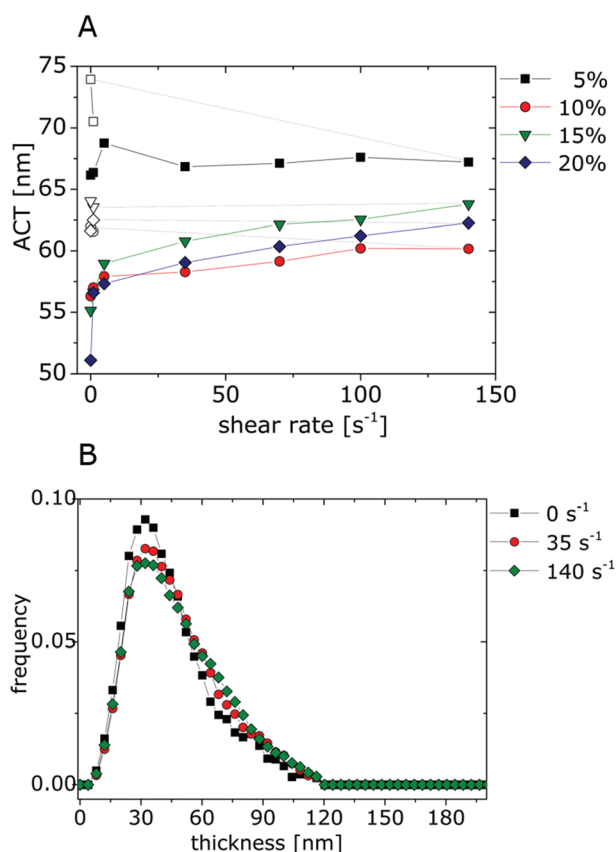 A
75
70
65
60
55
50
ACT [nm]
0
50
100
150
shear rate [s⁻¹]
5%
10%
15%
20%
B
0.10
0.05
0.00
frequency
0
30
60
90
120
150
180
thickness [nm]
0 s⁻¹
35 s⁻¹
140 s⁻¹